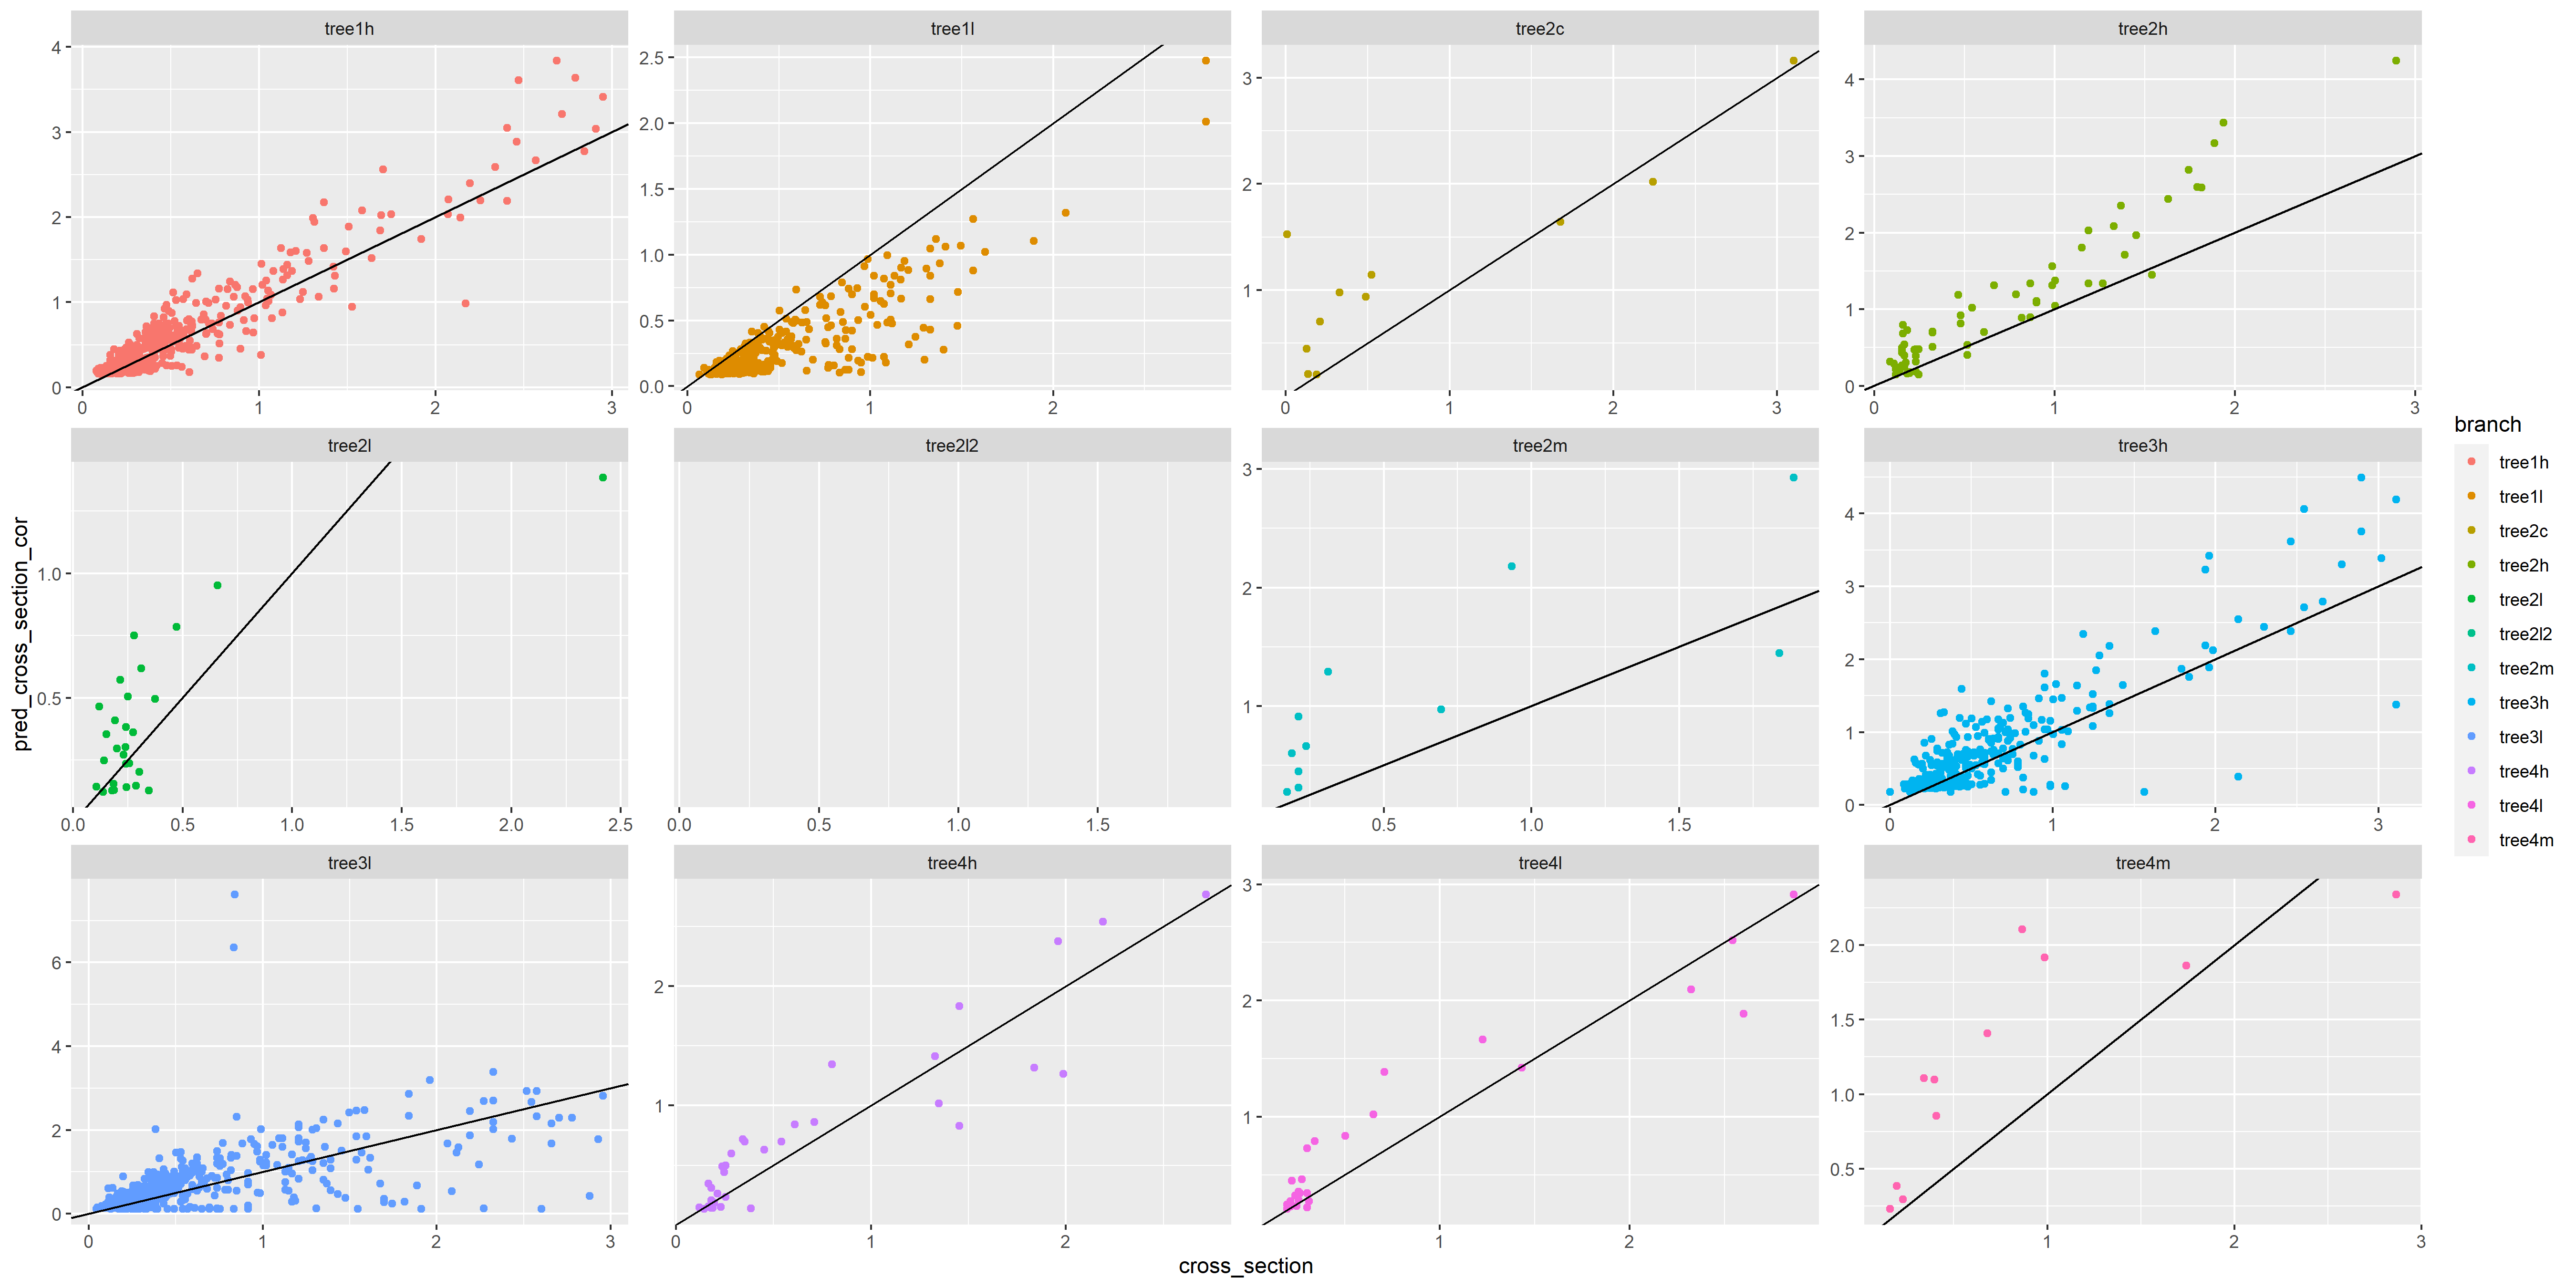 tree1h tree1l tree2c tree2h
4 3 2 1 0
2.5 2.0 1.5 1.0 0.5 0.0
3 2 1
4 3 2 1 0
0 1 2 3
0 1 2
0 1 2 3
0 1 2 3
tree2l tree2l2 tree2m tree3h
1.0 0.5
3 2 1
4 3 2 1 0
0.0 0.5 1.0 1.5 2.0 2.5
0.0 0.5 1.0 1.5
0.5 1.0 1.5
0 1 2 3
tree3l tree4h tree4l tree4m
6 4 2 0
2 1
3 2 1
2.0 1.5 1.0 0.5
0 1 2 3
0 1 2
1 2
1 2 3
pred_cross_section_cor
cross_section
branch
tree1h
tree1l
tree2c
tree2h
tree2l
tree2l2
tree2m
tree3h
tree3l
tree4h
tree4l
tree4m